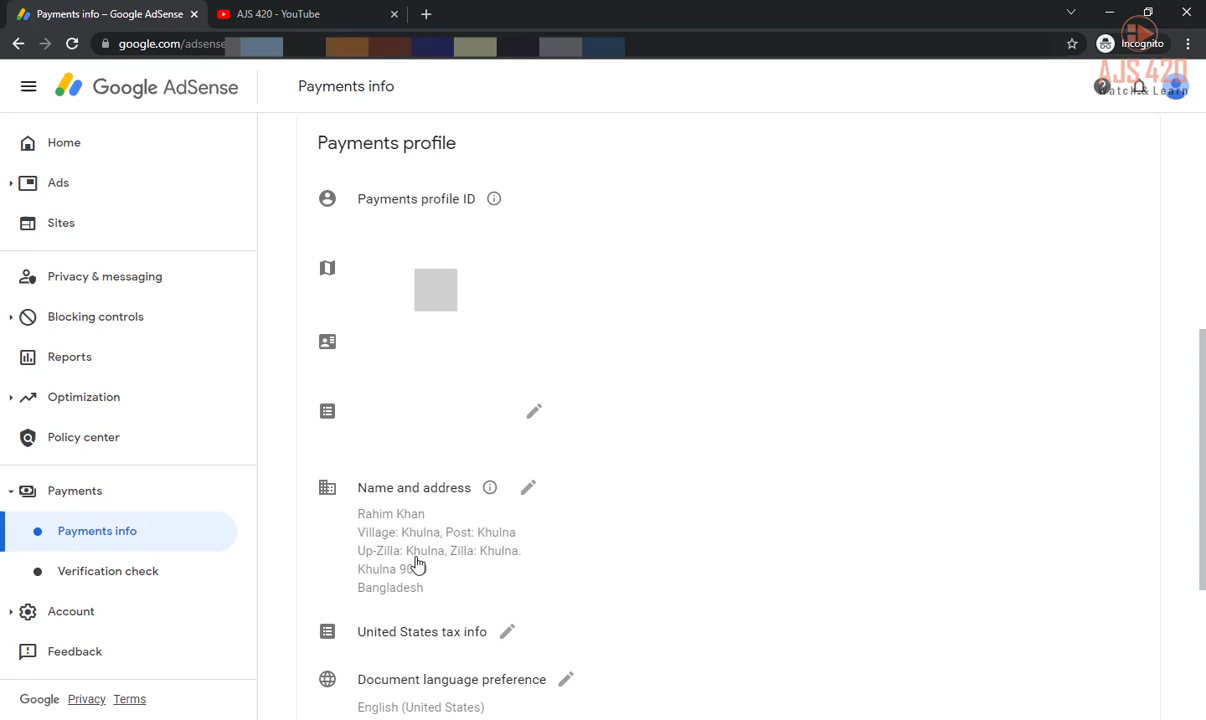 Payments info – Google AdSense
AJS 420 - YouTube
google.com/adsense
Incognito
AJS 420
Watch & Learn
Google AdSense
Payments info
Home
Ads
Sites
Privacy & messaging
Blocking controls
Reports
Optimization
Policy center
Payments
Payments info
Verification check
Account
Feedback
Google Privacy Terms
Payments profile
Payments profile ID
Name and address
Rahim Khan
Village: Khulna, Post: Khulna
Up-Zilla: Khulna, Zilla: Khulna.
Khulna
Bangladesh
United States tax info
Document language preference
English (United States)